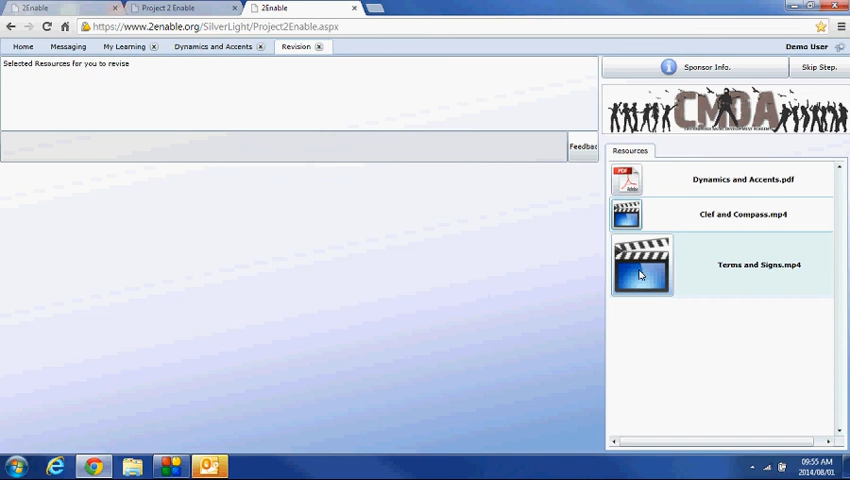 2Enable
Project 2 Enable
2Enable
https://www.2enable.org/SilverLight/Project2Enable.aspx
Home Messaging My Learning Dynamics and Accents Revision Demo User
Selected Resources for you to revise
Sponsor Info. Skip Step.
CMDA
Feedbac
Resources
PDF
Adobe
Dynamics and Accents.pdf
Clef and Compass.mp4
Terms and Signs.mp4
09:55 AM
2014/08/01